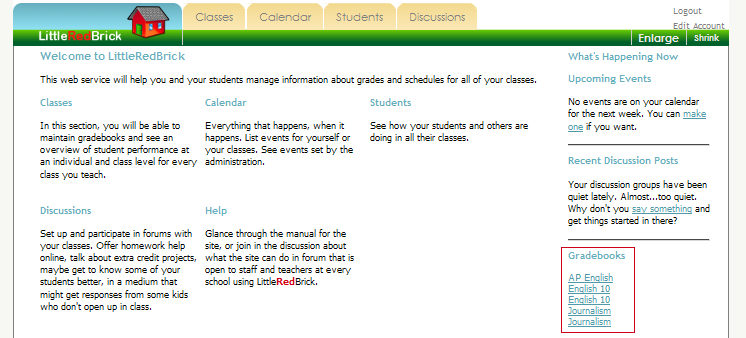 Classes
Calendar
Students
Discussions
Logout
Edit Account
LittleRedBrick
Enlarge
Shrink
Welcome to LittleRedBrick
This web service will help you and your students manage information about grades and schedules for all of your classes.
Classes
In this section, you will be able to
maintain gradebooks and see an
overview of student performance at
an individual and class level for every
class you teach.
Calendar
Everything that happens, when it
happens. List events for yourself or
your classes. See events set by the
administration.
Students
See how your students and others are
doing in all their classes.
Discussions
Set up and participate in forums with
your classes. Offer homework help
online, talk about extra credit projects,
maybe get to know some of your
students better, in a medium that
might get responses from some kids
who don't open up in class.
Help
Glance through the manual for the
site, or join in the discussion about
what the site can do in forum that is
open to staff and teachers at every
school using LittleRedBrick.
What's Happening Now
Upcoming Events
No events are on your calendar
for the next week. You can make
one if you want.
Recent Discussion Posts
Your discussion groups have been
quiet lately. Almost...too quiet.
Why don't you say something and
get things started in there?
Gradebooks
AP English
English 10
English 10
Journalism
Journalism